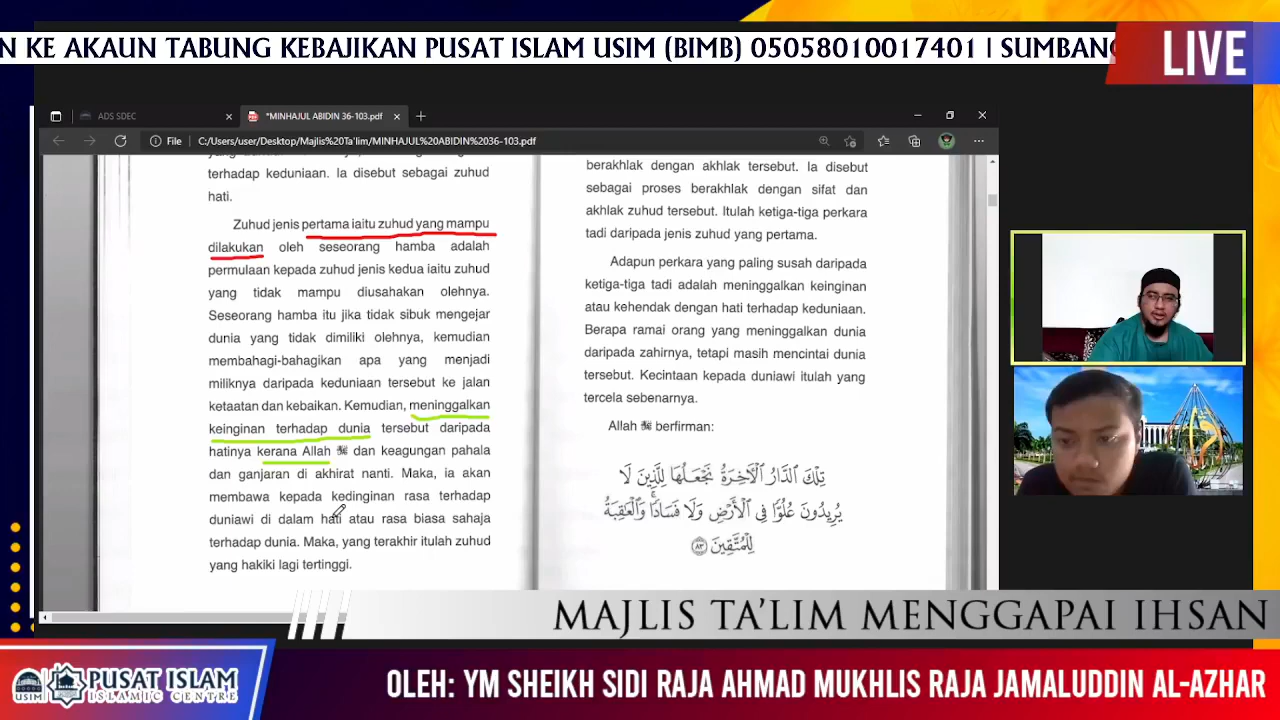 N KE AKAUN TABUNG KEBAJIKAN PUSAT ISLAM USIM (BIMB) 05058010017401 | SUMBANG
LIVE
ADS SDEC
*MINHAJUL ABIDIN 36-103.pdf
File
C:/Users/user/Desktop/Majlis%20Ta'lim/MINHAJUL%20ABIDIN%2036-103.pdf
terhadap keduniaan. Ia disebut sebagai zuhud
hati.
Zuhud jenis pertama iaitu zuhud yang mampu
dilakukan oleh seseorang hamba adalah
permulaan kepada zuhud jenis kedua iaitu zuhud
yang tidak mampu diusahakan olehnya.
Seseorang hamba itu jika tidak sibuk mengejar
dunia yang tidak dimiliki olehnya, kemudian
membahagi-bahagikan apa yang menjadi
miliknya daripada keduniaan tersebut ke jalan
ketaatan dan kebaikan. Kemudian, meninggalkan
keinginan terhadap dunia tersebut daripada
hatinya kerana Allah ﷻ dan keagungan pahala
dan ganjaran di akhirat nanti. Maka, ia akan
membawa kepada kedinginan rasa terhadap
duniawi di dalam hati atau rasa biasa sahaja
terhadap dunia. Maka, yang terakhir itulah zuhud
yang hakiki lagi tertinggi.
berakhlak dengan akhlak tersebut. Ia disebut
sebagai proses berakhlak dengan sifat dan
akhlak zuhud tersebut. Itulah ketiga-tiga perkara
tadi daripada jenis zuhud yang pertama.
Adapun perkara yang paling susah daripada
ketiga-tiga tadi adalah meninggalkan keinginan
atau kehendak dengan hati terhadap keduniaan.
Berapa ramai orang yang meninggalkan dunia
daripada zahirnya, tetapi masih mencintai dunia
tersebut. Kecintaan kepada duniawi itulah yang
tercela sebenarnya.
Allah ﷻ berfirman:
تِلْكَ الدَّارُ الْآخِرَةُ نَجْعَلُهَا لِلَّذِينَ لَا
يُرِيدُونَ عُلُوًّا فِي الْأَرْضِ وَلَا فَسَادًا ۚ وَالْعَاقِبَةُ
لِلْمُتَّقِينَ ٨٣
MAJLIS TA'LIM MENGGAPAI IHSAN
USIM
PUSAT ISLAM
ISLAMIC CENTRE
OLEH: YM SHEIKH SIDI RAJA AHMAD MUKHLIS RAJA JAMALUDDIN AL-AZHAR